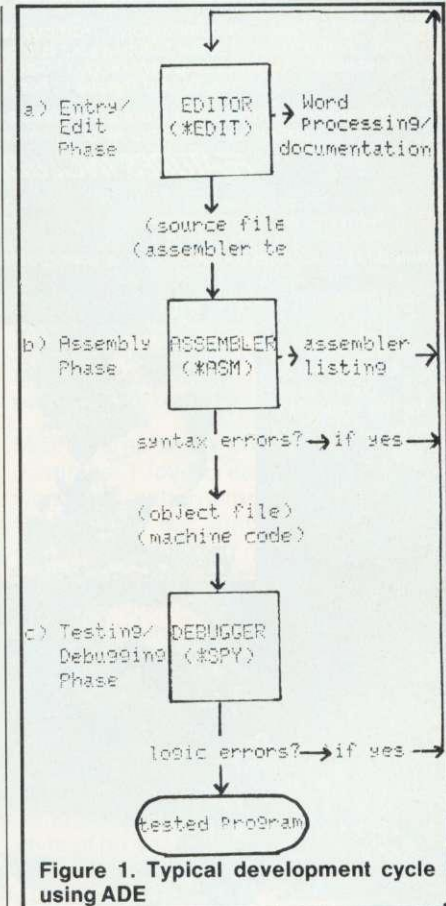 a) Entry/
Edit
Phase
EDITOR
(*EDIT)
Word
Processing/
documentation
(source file
(assembler te
b) Assembly
Phase
ASSEMBLER
(*ASM)
assembler
listing
syntax errors? if yes
(object file)
(machine code)
c) Testing/
Debugging
Phase
DEBUGGER
(*SPY)
logic errors? if yes
tested Program
Figure 1. Typical development cycle
using ADE